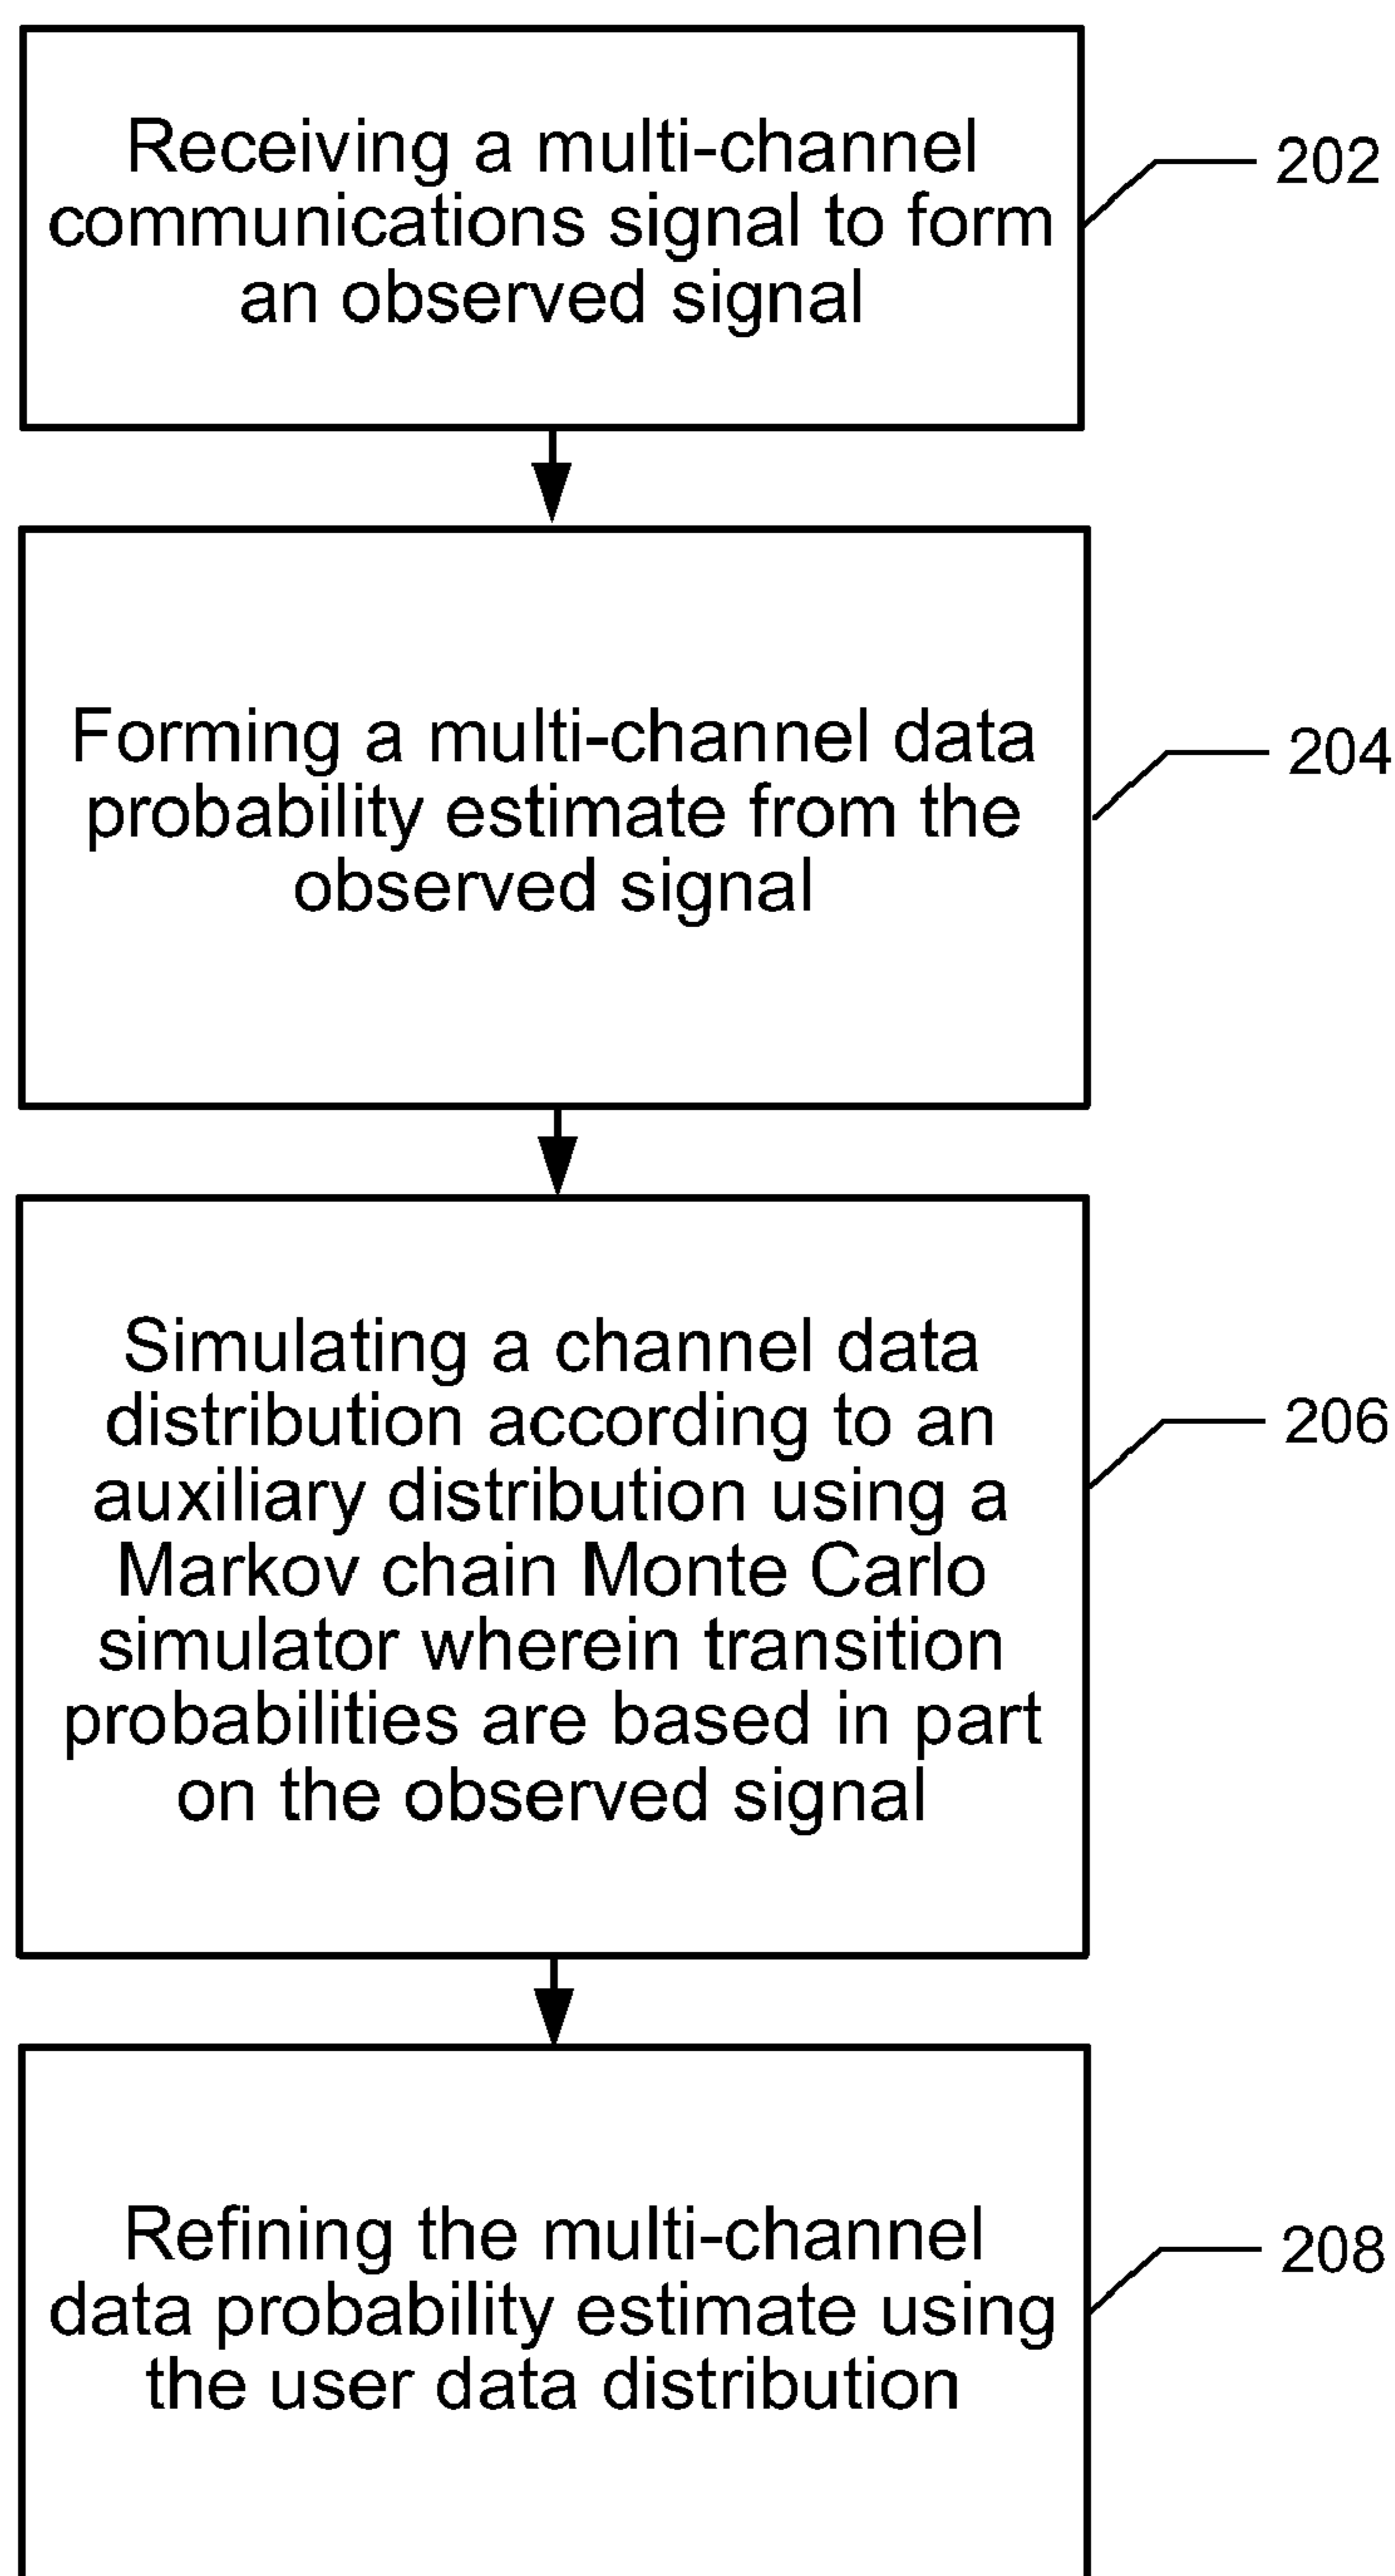 Receiving a multi-channel
communications signal to form
an observed signal
202
Forming a multi-channel data
probability estimate from the
observed signal
204
Simulating a channel data
distribution according to an
auxiliary distribution using a
Markov chain Monte Carlo
simulator wherein transition
probabilities are based in part
on the observed signal
206
Refining the multi-channel
data probability estimate using
the user data distribution
208